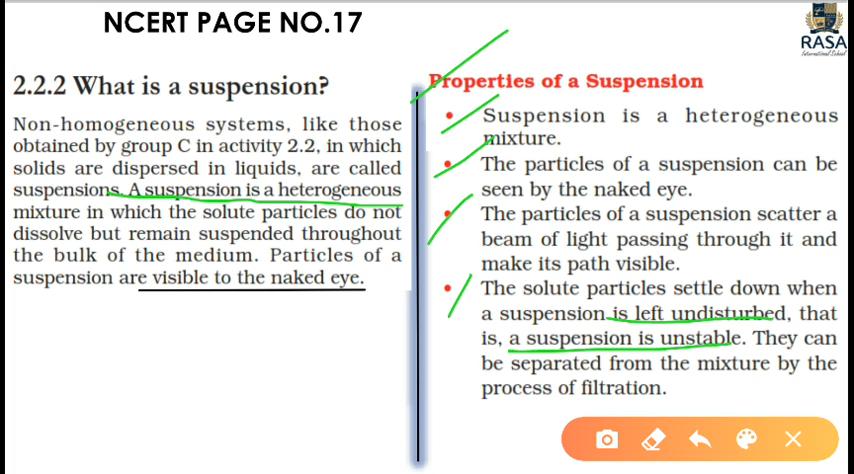 NCERT PAGE NO.17
RASA
International School
2.2.2 What is a suspension?
Non-homogeneous systems, like those
obtained by group C in activity 2.2, in which
solids are dispersed in liquids, are called
suspensions. A suspension is a heterogeneous
mixture in which the solute particles do not
dissolve but remain suspended throughout
the bulk of the medium. Particles of a
suspension are visible to the naked eye.
Properties of a Suspension
• Suspension is a heterogeneous
mixture.
• The particles of a suspension can be
seen by the naked eye.
• The particles of a suspension scatter a
beam of light passing through it and
make its path visible.
• The solute particles settle down when
a suspension is left undisturbed, that
is, a suspension is unstable. They can
be separated from the mixture by the
process of filtration.